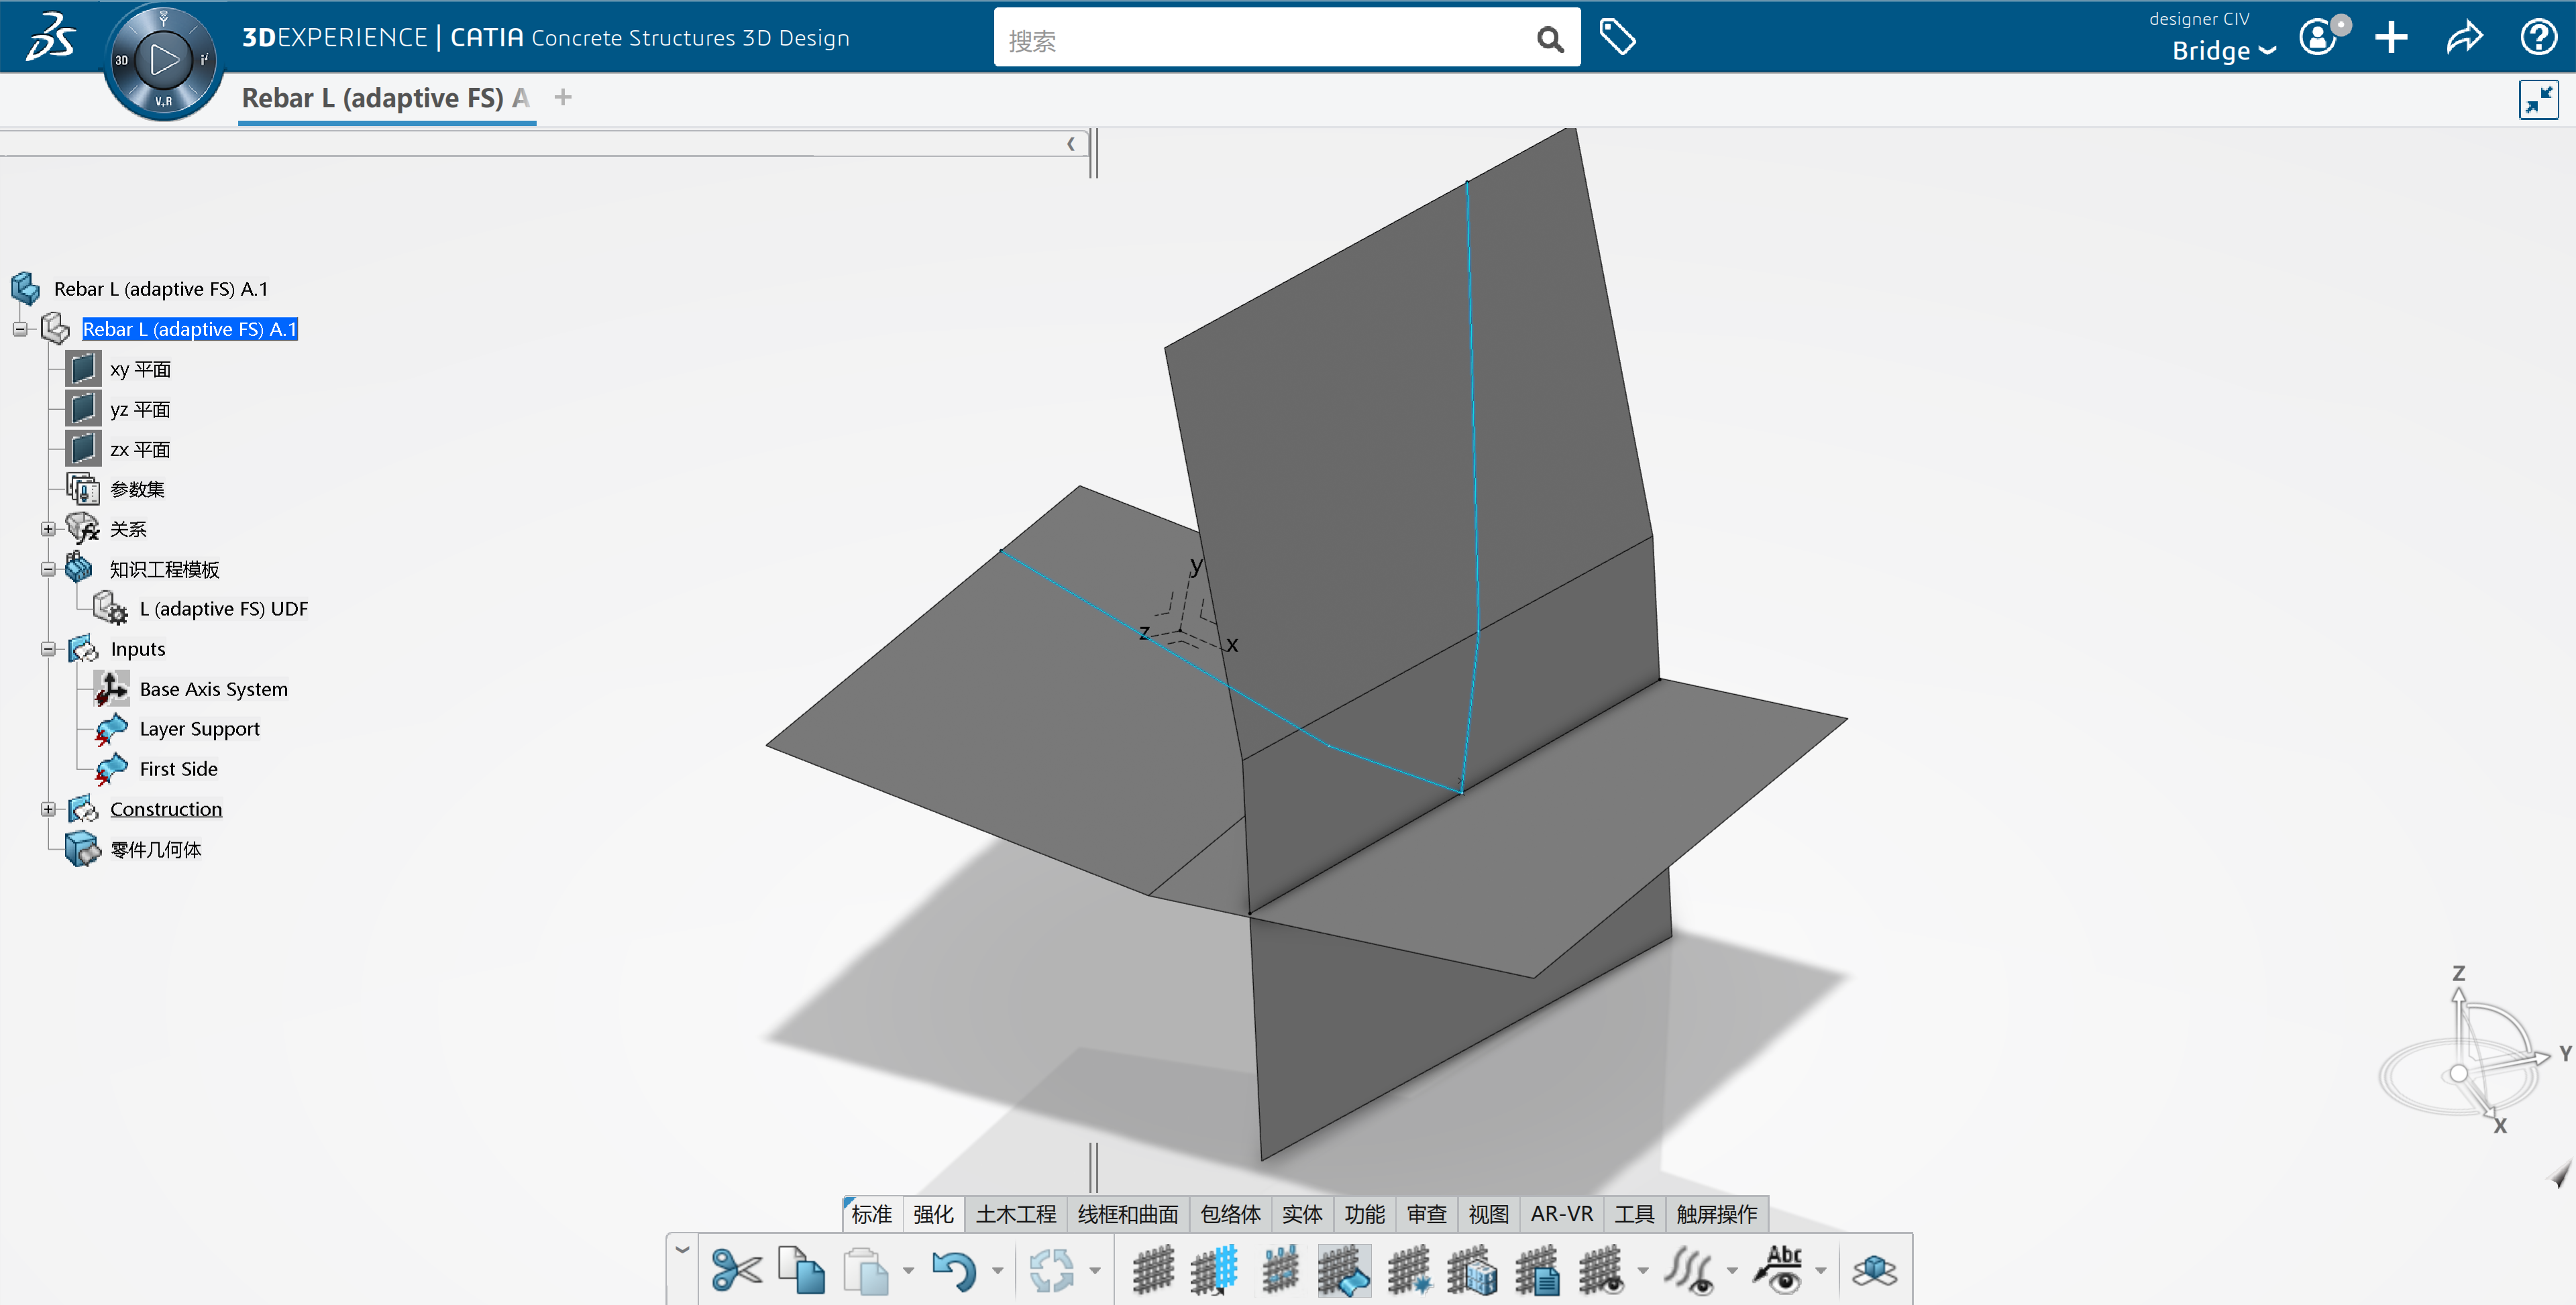 3DEXPERIENCE | CATIA Concrete Structures 3D Design
搜索
designer CIV
Bridge
3D
V,R
Rebar L (adaptive FS) A
Rebar L (adaptive FS) A.1
Rebar L (adaptive FS) A.1
xy 平面
yz 平面
zx 平面
参数集
关系
知识工程模板
L (adaptive FS) UDF
Inputs
Base Axis System
Layer Support
First Side
Construction
零件几何体
y
z
x
Z
Y
X
标准 强化 土木工程 线框和曲面 包络体 实体 功能 审查 视图 AR-VR 工具 触屏操作
Abc